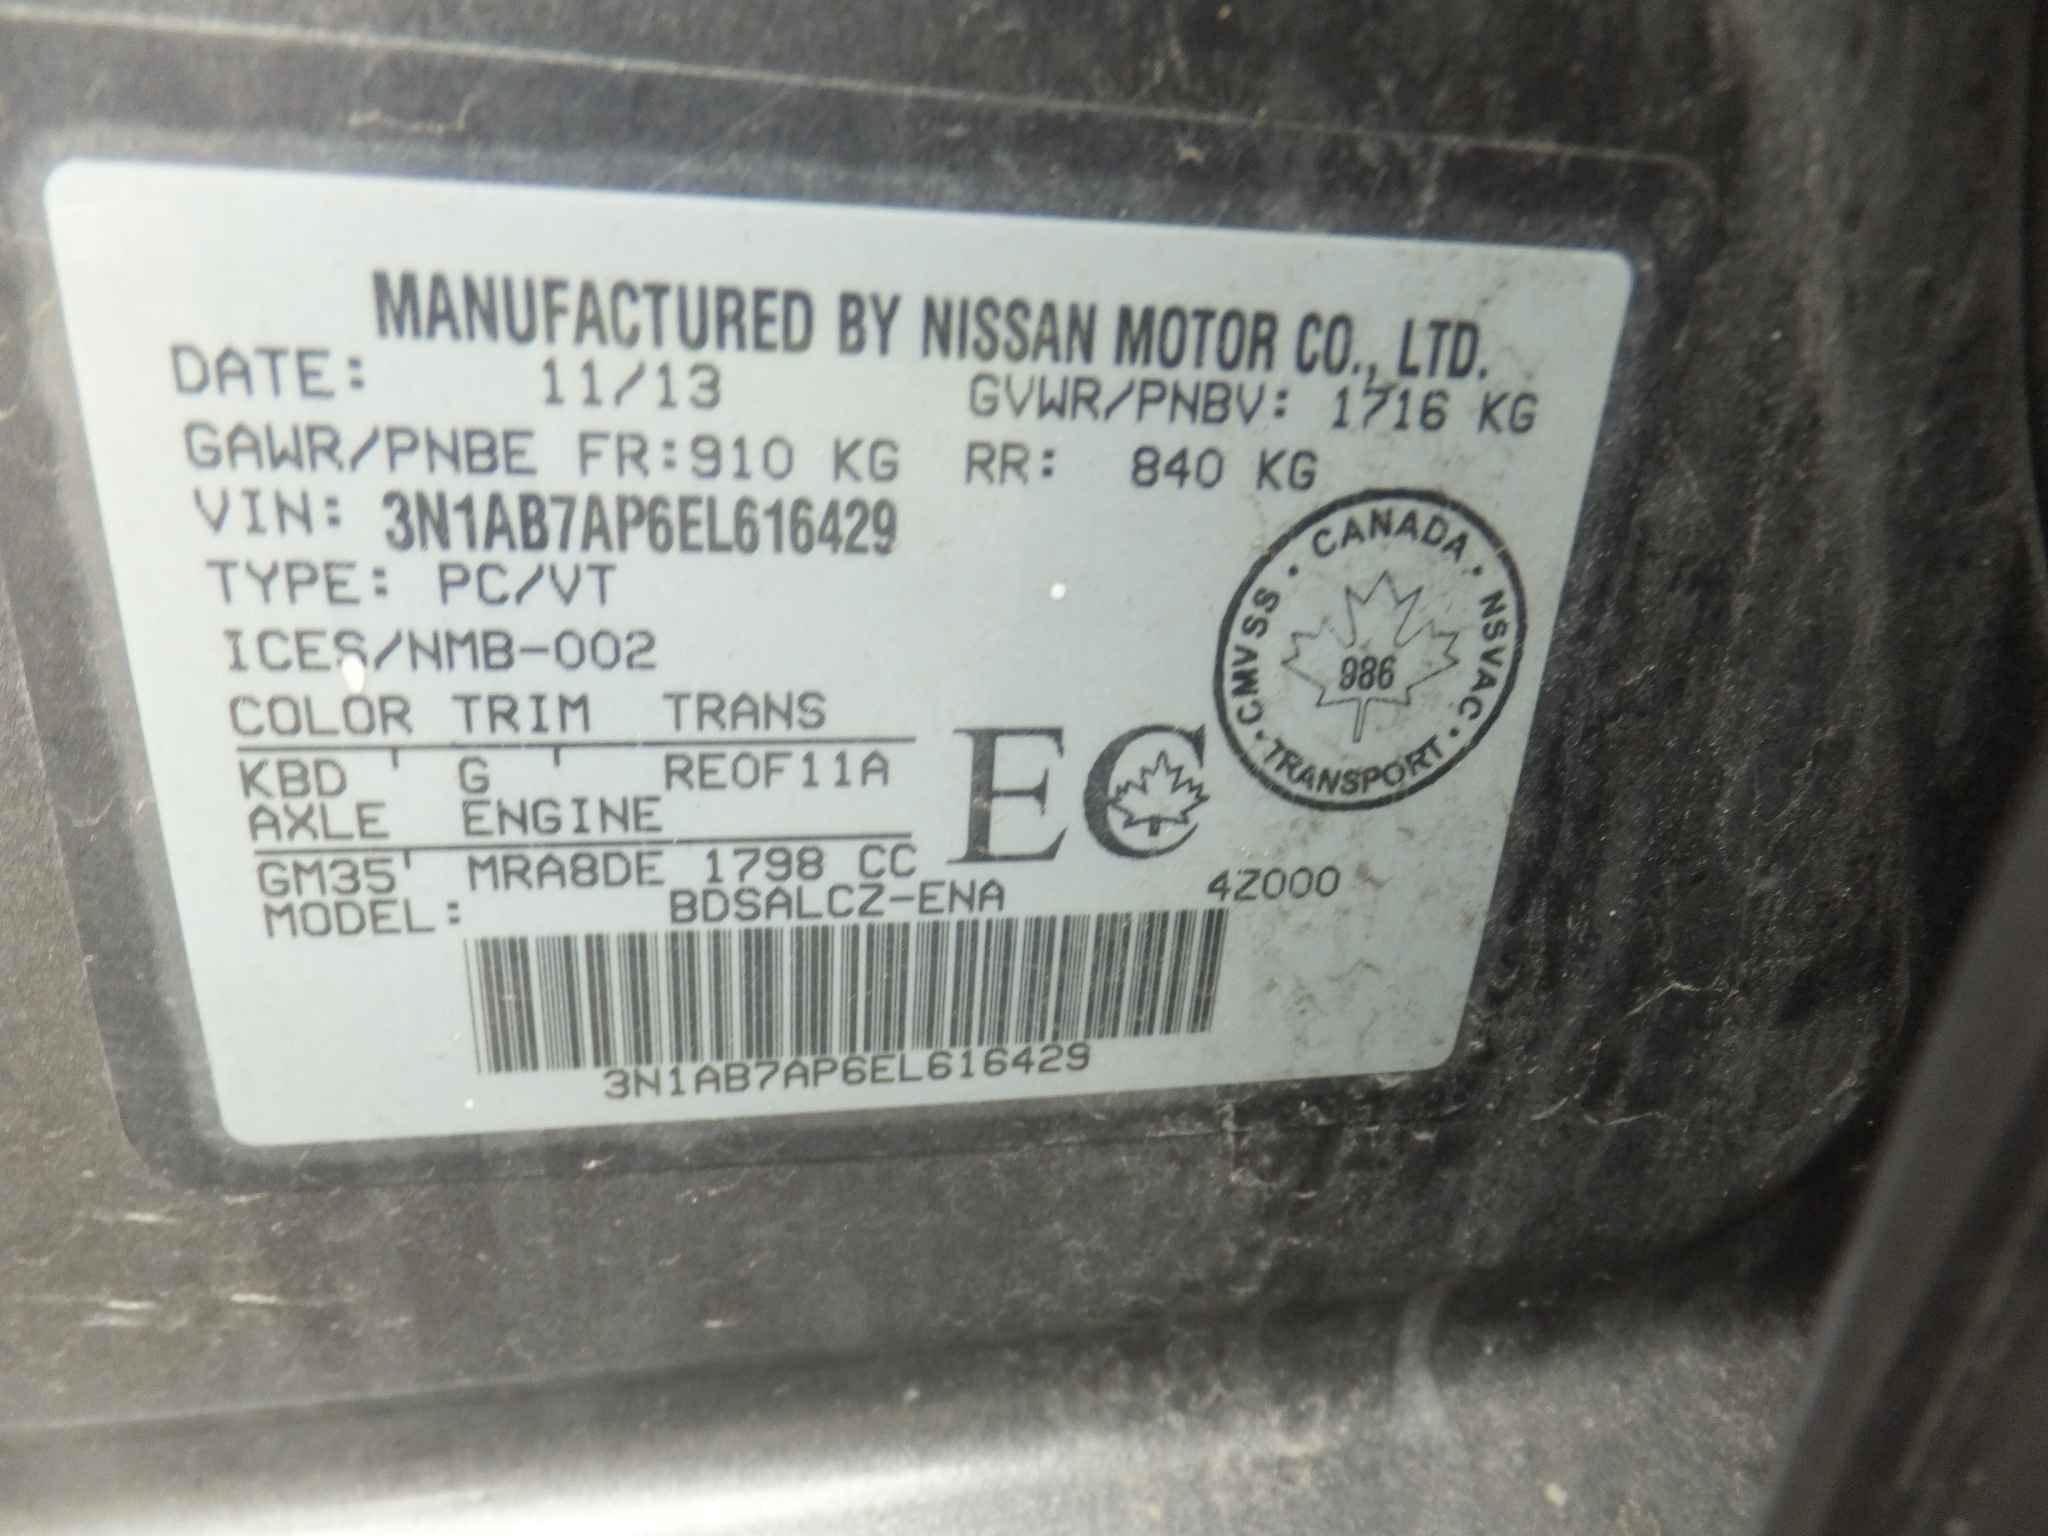 MANUFACTURED BY NISSAN MOTOR CO., LTD.
DATE: 11/13 GVWR/PNBV: 1716 KG
GAWR/PNBE FR:910 KG RR: 840 KG
VIN: 3N1AB7AP6EL616429
TYPE: PC/VT
ICES/NMB-002
COLOR TRIM TRANS
KBD ' G ' RE0F11A
AXLE ENGINE
GM35' MRA8DE 1798 CC
MODEL: BDSALCZ-ENA 4Z000
3N1AB7AP6EL616429
EC
CANADA · NSVAC · TRANSPORT · CMVSS ·
986